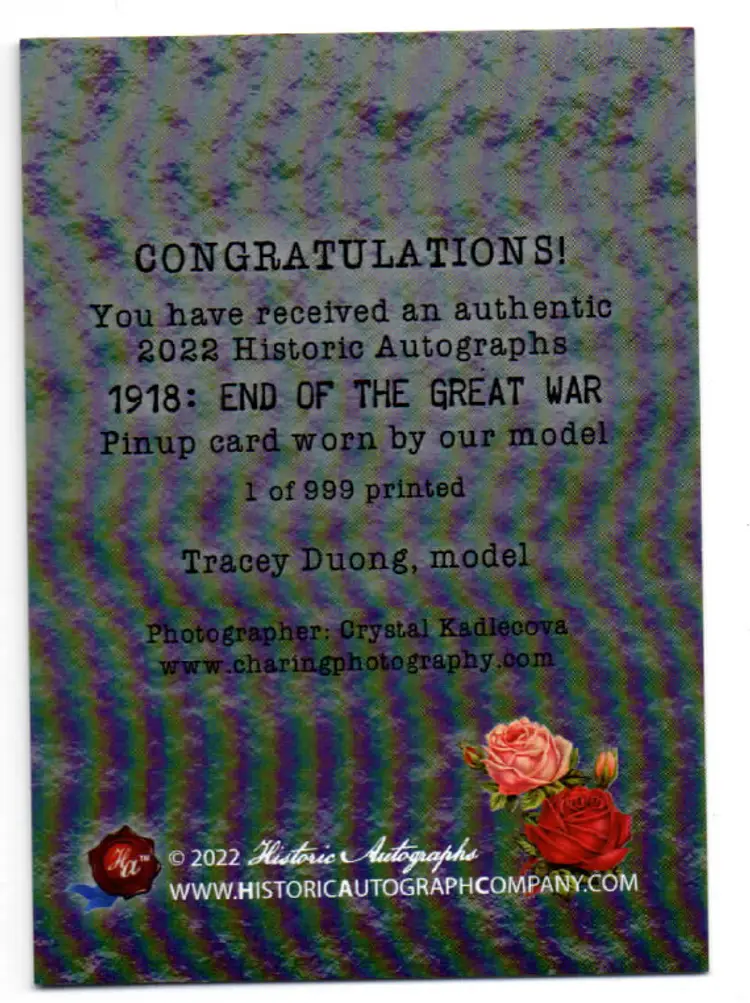 CONGRATULATIONS!
You have received an authentic
2022 Historic Autographs
1918: END OF THE GREAT WAR
Pinup card worn by our model
1 of 999 printed
Tracey Duong, model
Photographer: Crystal Kadlecova
www.charingphotography.com
Ha™ © 2022 Historic Autographs
WWW.HISTORICAUTOGRAPHCOMPANY.COM